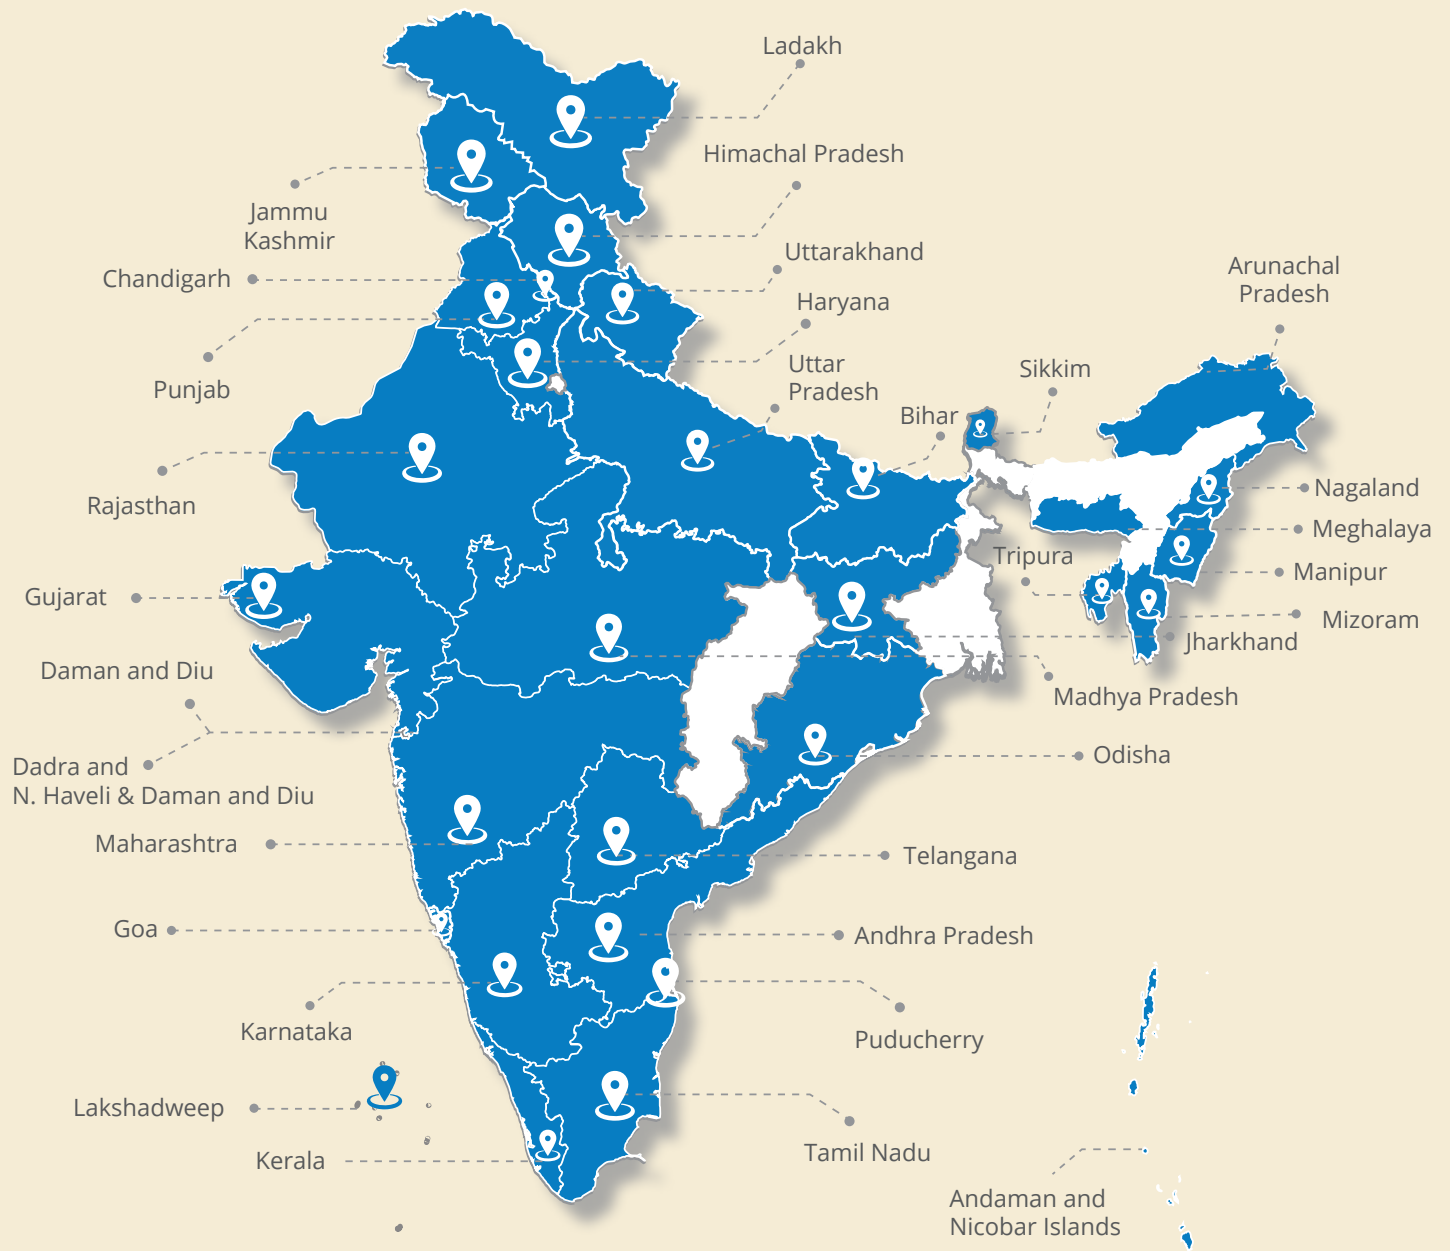 Ladakh
Himachal Pradesh
Jammu
Kashmir
Uttarakhand
Chandigarh
Arunachal
Pradesh
Haryana
Uttar
Pradesh
Sikkim
Punjab
Bihar
Rajasthan
Nagaland
Meghalaya
Tripura
Manipur
Gujarat
Mizoram
Jharkhand
Daman and Diu
Madhya Pradesh
Odisha
Dadra and
N. Haveli & Daman and Diu
Maharashtra
Telangana
Goa
Andhra Pradesh
Karnataka
Puducherry
Lakshadweep
Tamil Nadu
Kerala
Andaman and
Nicobar Islands